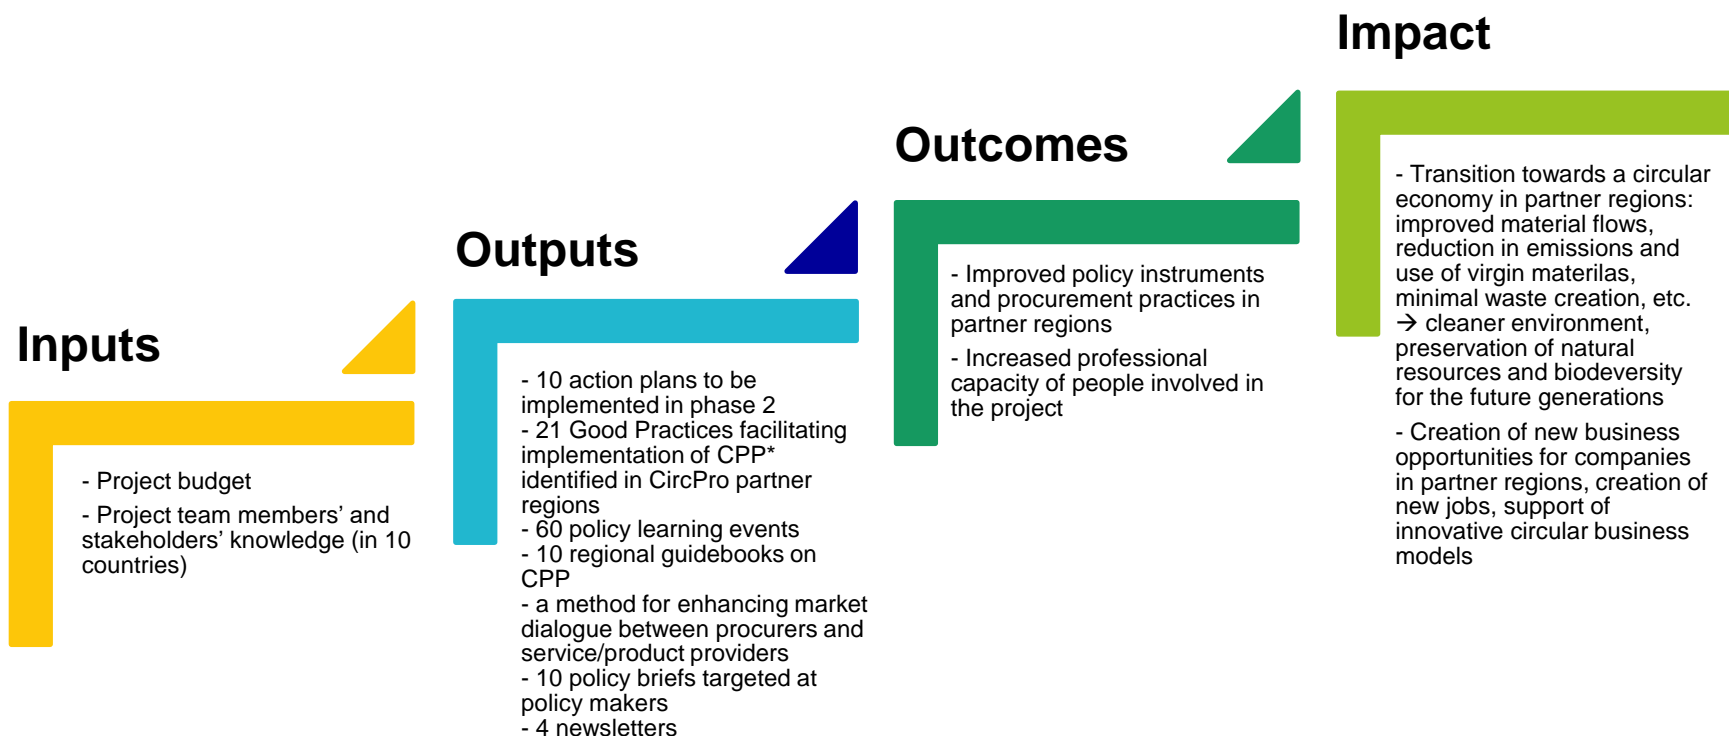 Inputs
- Project budget
- Project team members’ and
stakeholders’ knowledge (in 10
countries)
Outputs
- 10 action plans to be
implemented in phase 2
- 21 Good Practices facilitating
implementation of CPP*
identified in CircPro partner
regions
- 60 policy learning events
- 10 regional guidebooks on
CPP
- a method for enhancing market
dialogue between procurers and
service/product providers
- 10 policy briefs targeted at
policy makers
- 4 newsletters
Outcomes
- Improved policy instruments
and procurement practices in
partner regions
- Increased professional
capacity of people involved in
the project
Impact
- Transition towards a circular
economy in partner regions:
improved material flows,
reduction in emissions and
use of virgin materilas,
minimal waste creation, etc.
→ cleaner environment,
preservation of natural
resources and biodeversity
for the future generations
- Creation of new business
opportunities for companies
in partner regions, creation of
new jobs, support of
innovative circular business
models